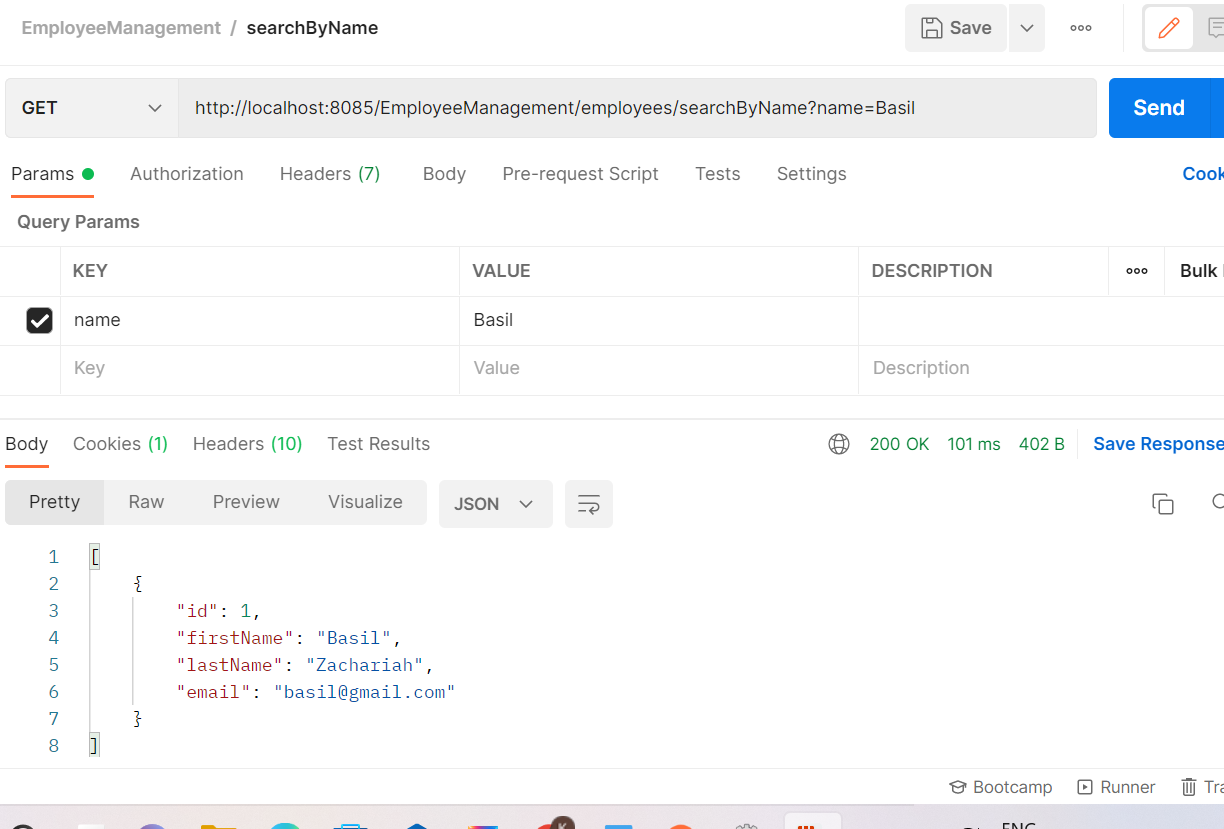 EmployeeManagement / searchByName
Save
GET
http://localhost:8085/EmployeeManagement/employees/searchByName?name=Basil
Send
Params Authorization Headers (7) Body Pre-request Script Tests Settings
Query Params
KEY VALUE DESCRIPTION Bulk
name Basil
Key Value Description
Body Cookies (1) Headers (10) Test Results 200 OK 101 ms 402 B Save Response
Pretty Raw Preview Visualize JSON
1 [
2 {
3 "id": 1,
4 "firstName": "Basil",
5 "lastName": "Zachariah",
6 "email": "basil@gmail.com"
7 }
8 ]
Bootcamp Runner
K
ENG